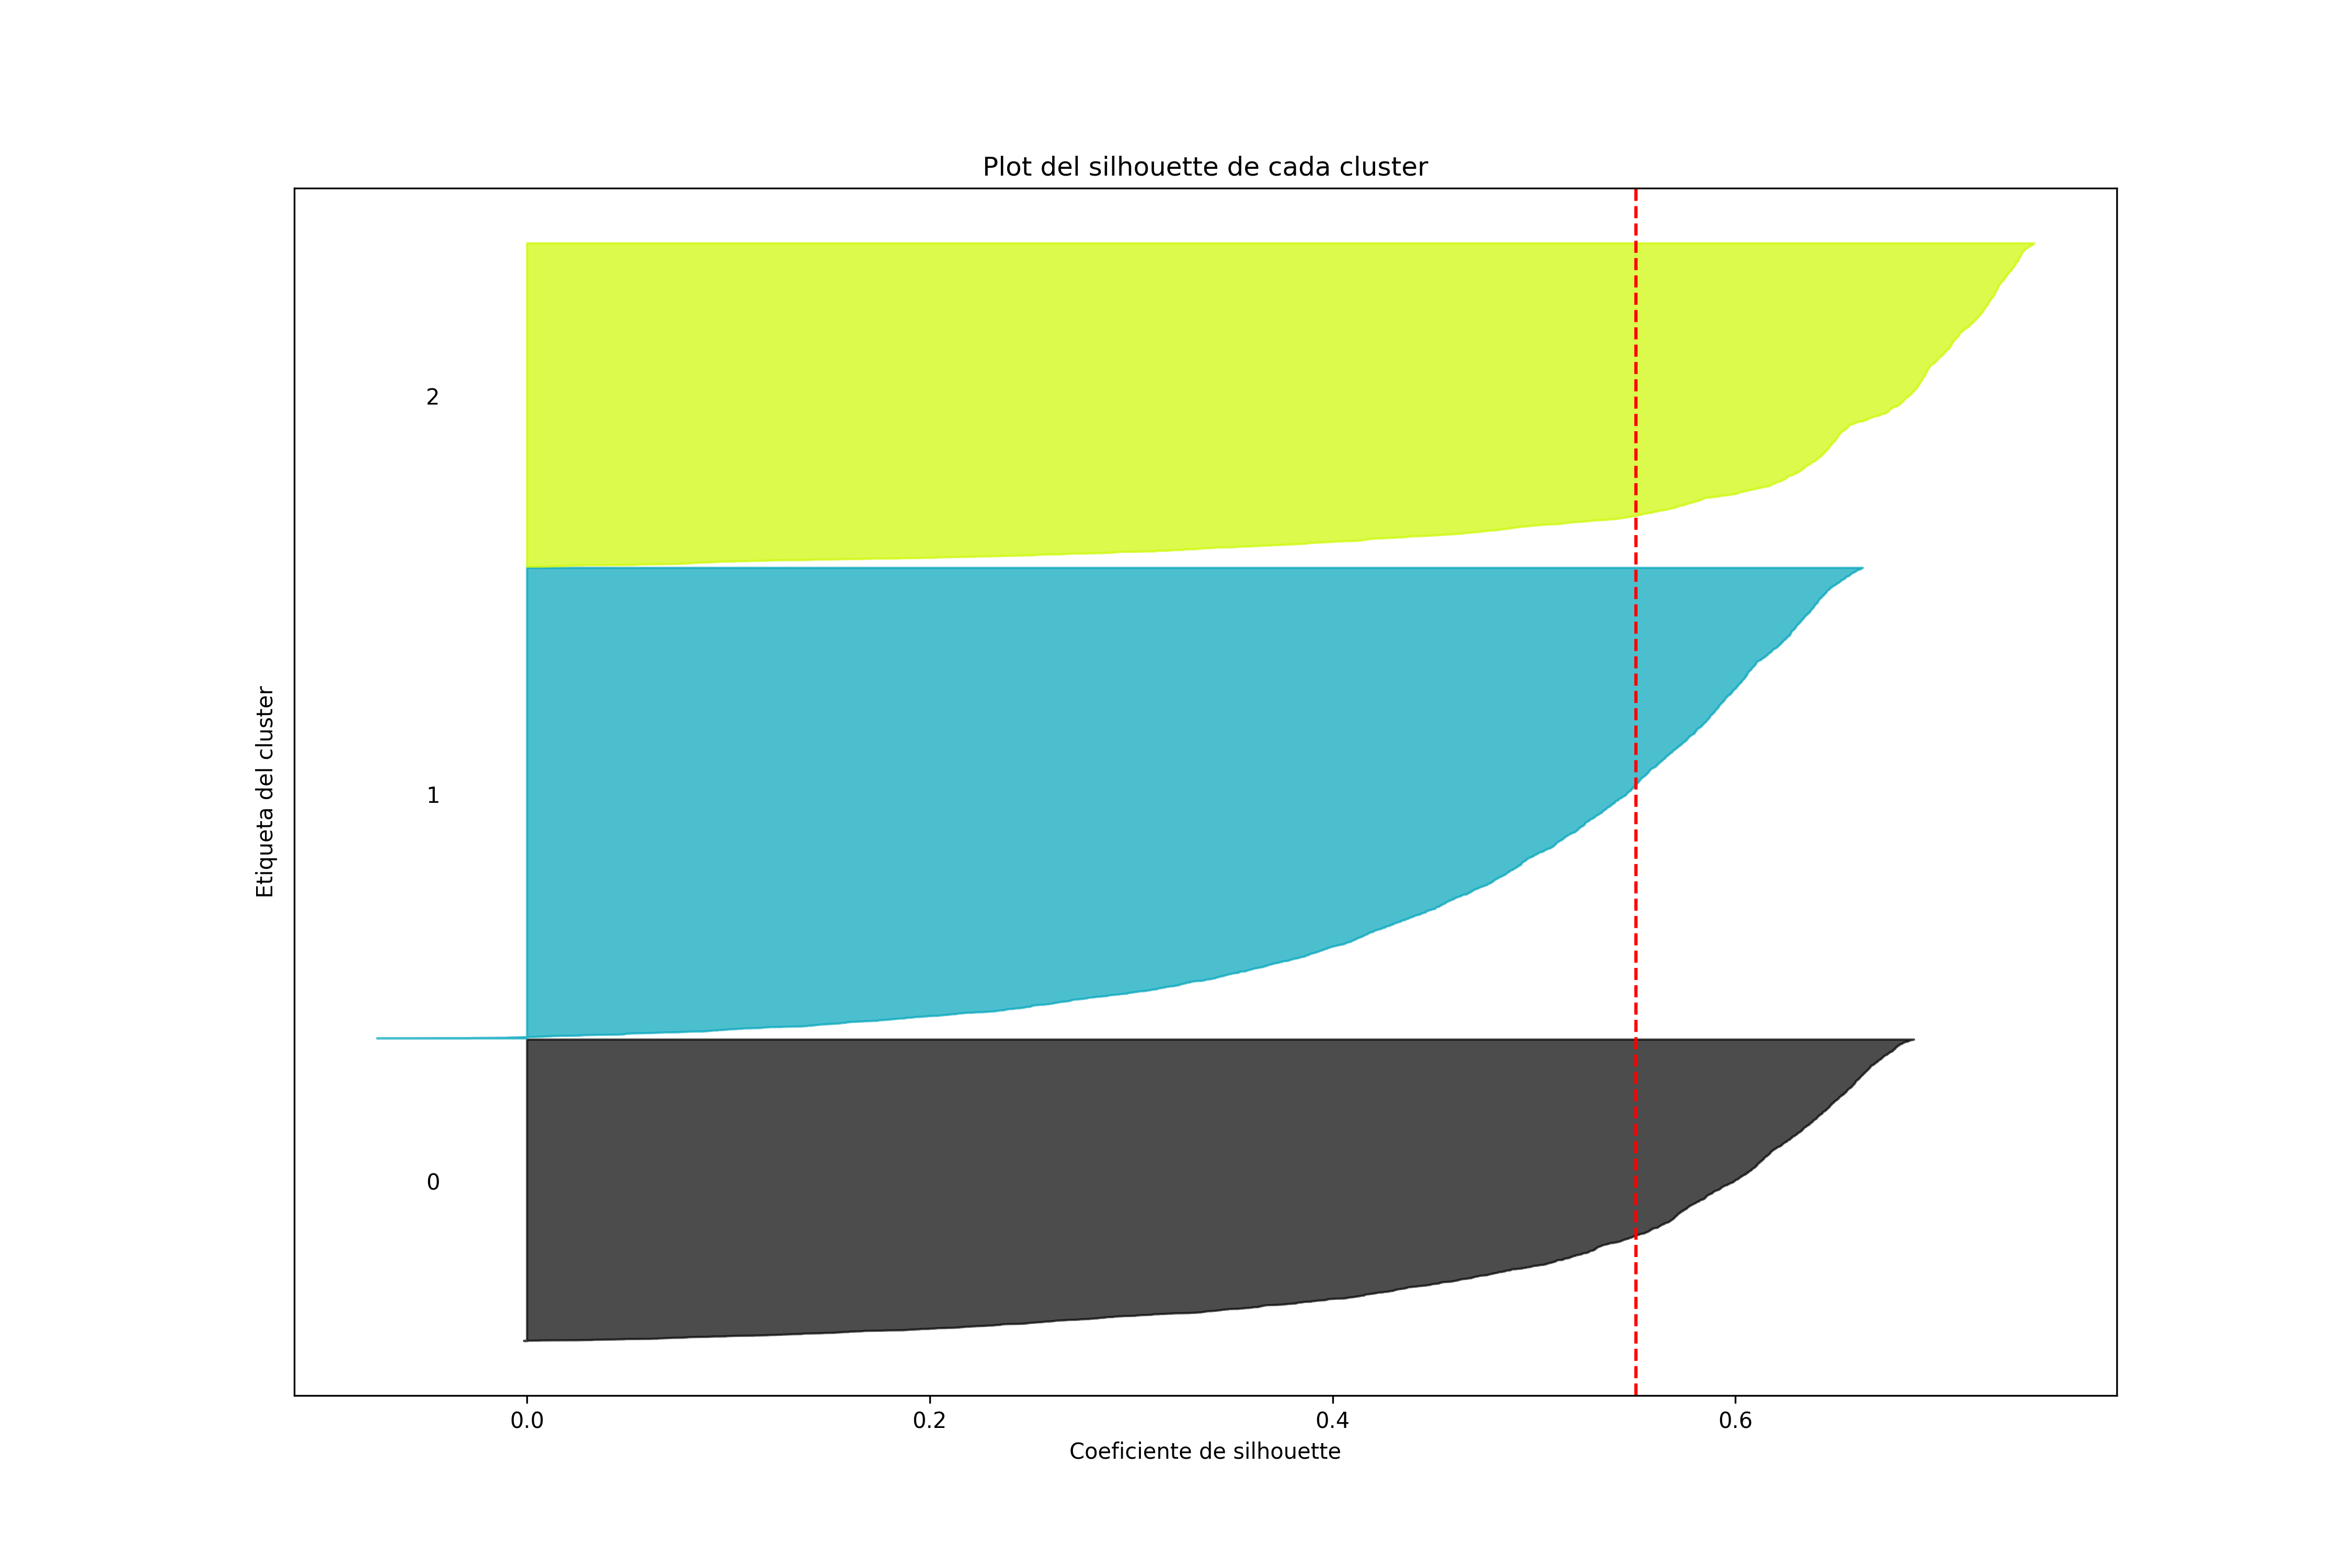 Plot del silhouette de cada cluster
2
1
0
Etiqueta del cluster
0.0 0.2 0.4 0.6
Coeficiente de silhouette